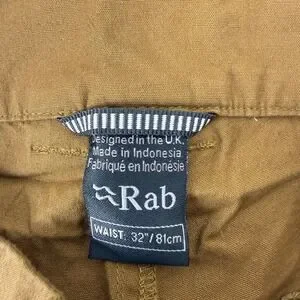 Designed in the U.K.
Made in Indonesia
Fabriqué en Indonésie
Rab
WAIST: 32"/81cm